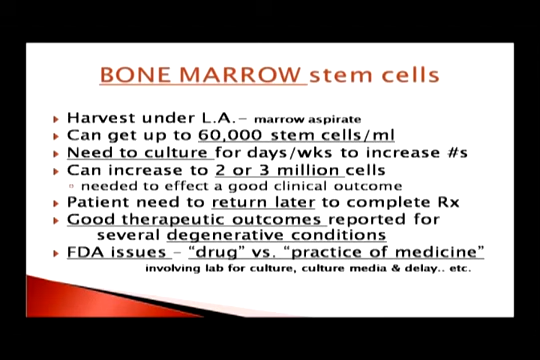 BONE MARROW stem cells
Harvest under L.A.– marrow aspirate
Can get up to 60,000 stem cells/ml
Need to culture for days/wks to increase #s
Can increase to 2 or 3 million cells
needed to effect a good clinical outcome
Patient need to return later to complete Rx
Good therapeutic outcomes reported for
several degenerative conditions
FDA issues – “drug” vs. “practice of medicine”
involving lab for culture, culture media & delay.. etc.